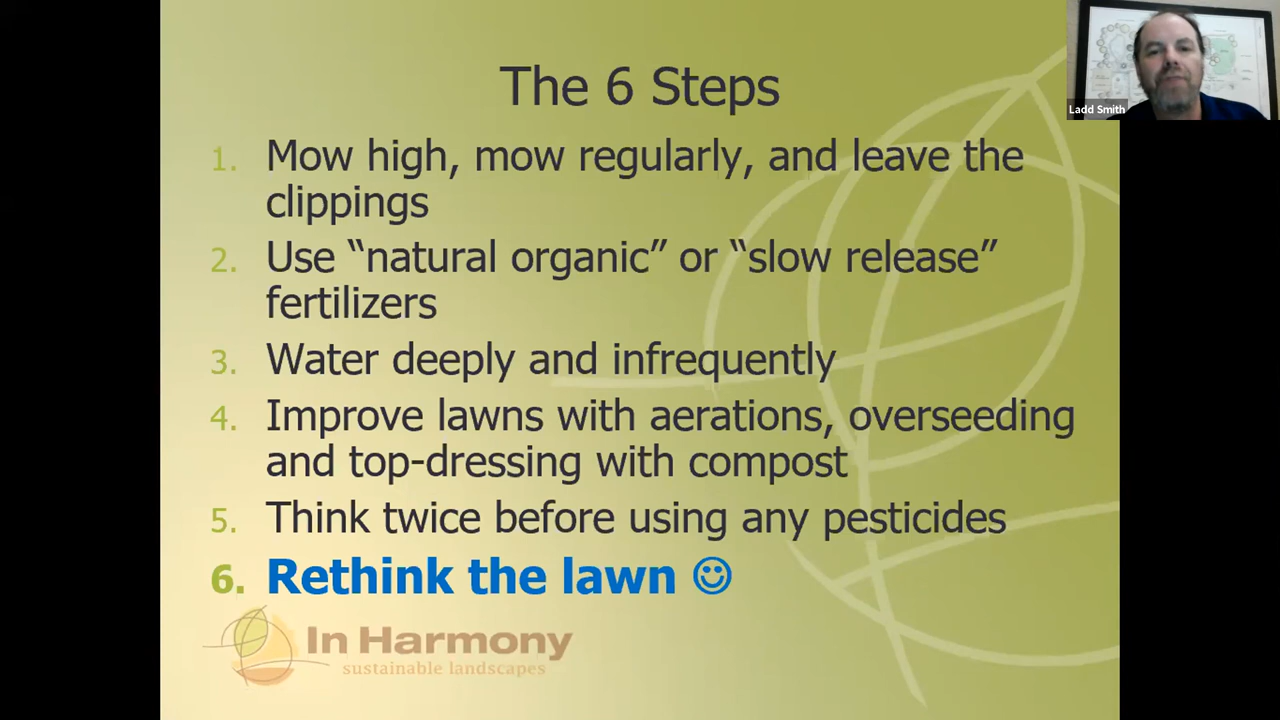 The 6 Steps
Ladd Smith
1. Mow high, mow regularly, and leave the
clippings
2. Use “natural organic” or “slow release”
fertilizers
3. Water deeply and infrequently
4. Improve lawns with aerations, overseeding
and top-dressing with compost
5. Think twice before using any pesticides
6. Rethink the lawn ☺
In Harmony
sustainable landscapes